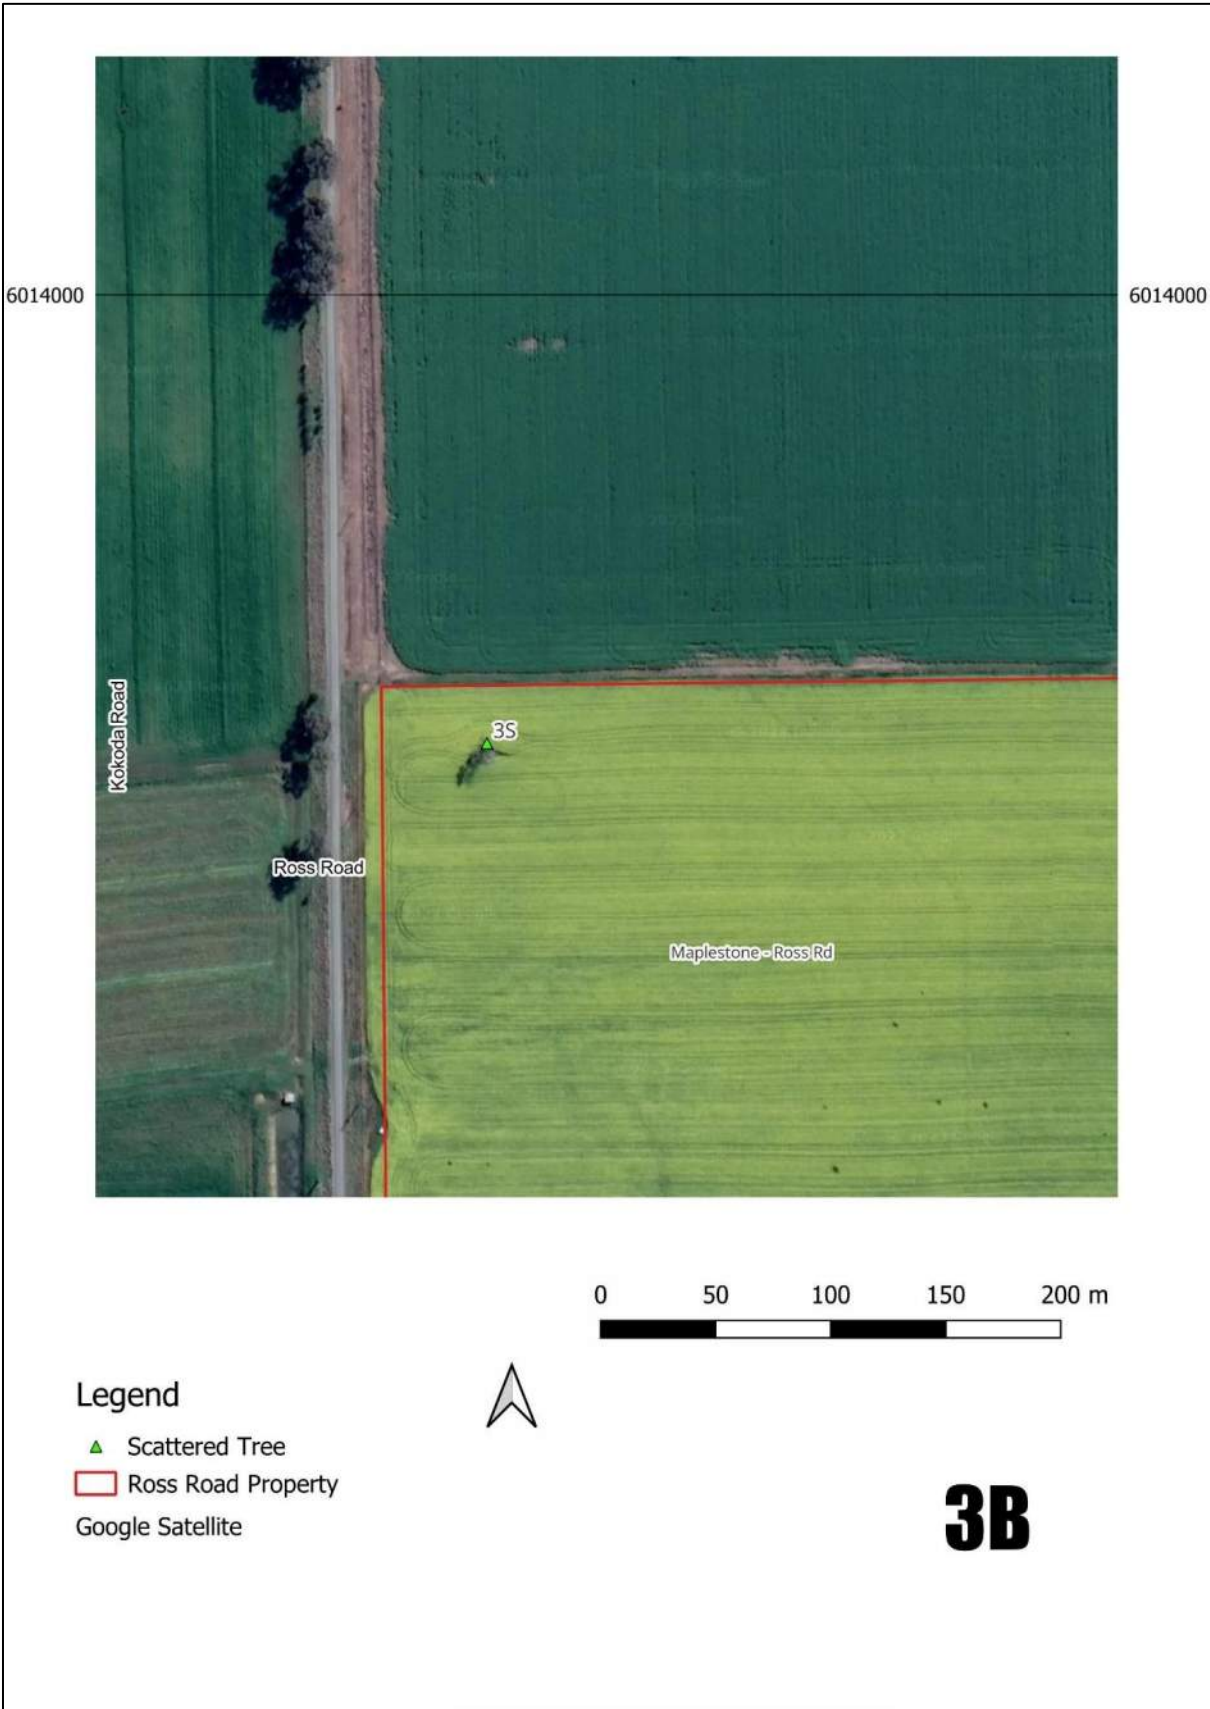 6014000
6014000
Kokoda Road
3S
Ross Road
Maplestone - Ross Rd
0 50 100 150 200 m
Legend
Scattered Tree
Ross Road Property
Google Satellite
3B